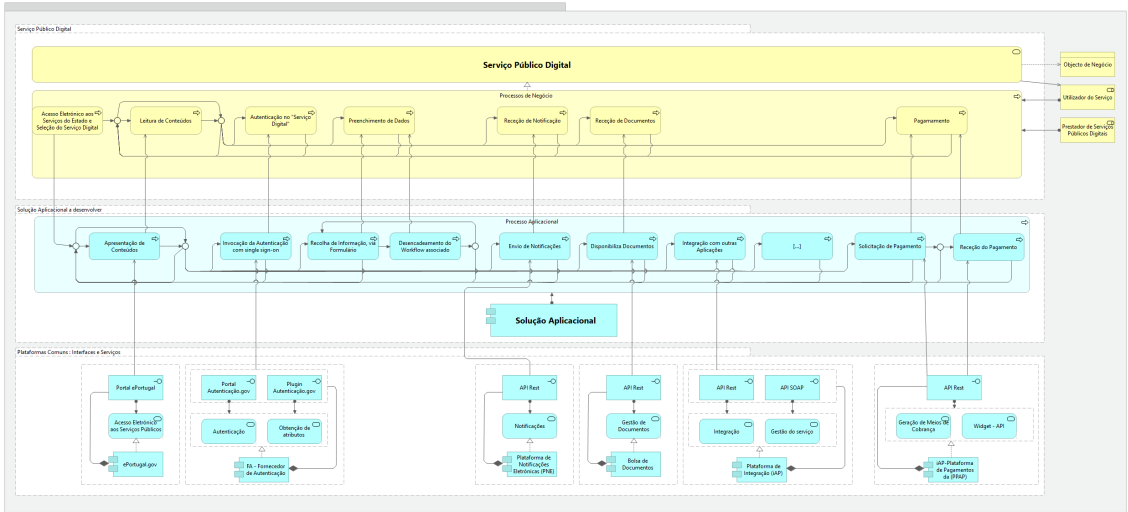 Serviço Público Digital
Serviço Público Digital
Objecto de Negócio
Processos de Negócio
Utilizador do Serviço
Acesso Eletrónico aos
Serviços do Estado e
Seleção do Serviço Digital
Leitura de Conteúdos
Autenticação no "Serviço
Digital"
Preenchimento de Dados
Receção de Notificação
Receção de Documentos
Pagamamento
Prestador de Serviços
Públicos Digitais
Solução Aplicacional a desenvolver
Processo Aplicacional
Apresentação de
Conteúdos
Invocação da Autenticação
com single sign-on
Recolha de Informação, via
Formulário
Desencadeamento do
Workflow associado
Envio de Notificações
Disponibiliza Documentos
Integração com outras
Aplicações
[...]
Solicitação de Pagamento
Receção do Pagamento
Solução Aplicacional
Plataformas Comuns: Interfaces e Serviços
Portal ePortugal
Portal
Autenticação.gov
Plugin
Autenticação.gov
API Rest
API Rest
API Rest
API SOAP
API Rest
Acesso Eletrónico
aos Serviços Públicos
Autenticação
Obtenção de
atributos
Notificações
Gestão de
Documentos
Integração
Gestão do serviço
Geração de Meios de
Cobrança
Widget - API
ePortugal.gov
FA - Fornecedor
de Autenticação
Plataforma de
Notificações
Eletrónicas (PNE)
Bolsa de
Documentos
Plataforma de
Integração (iAP)
iAP-Plataforma
de Pagamentos
de (PPAP)